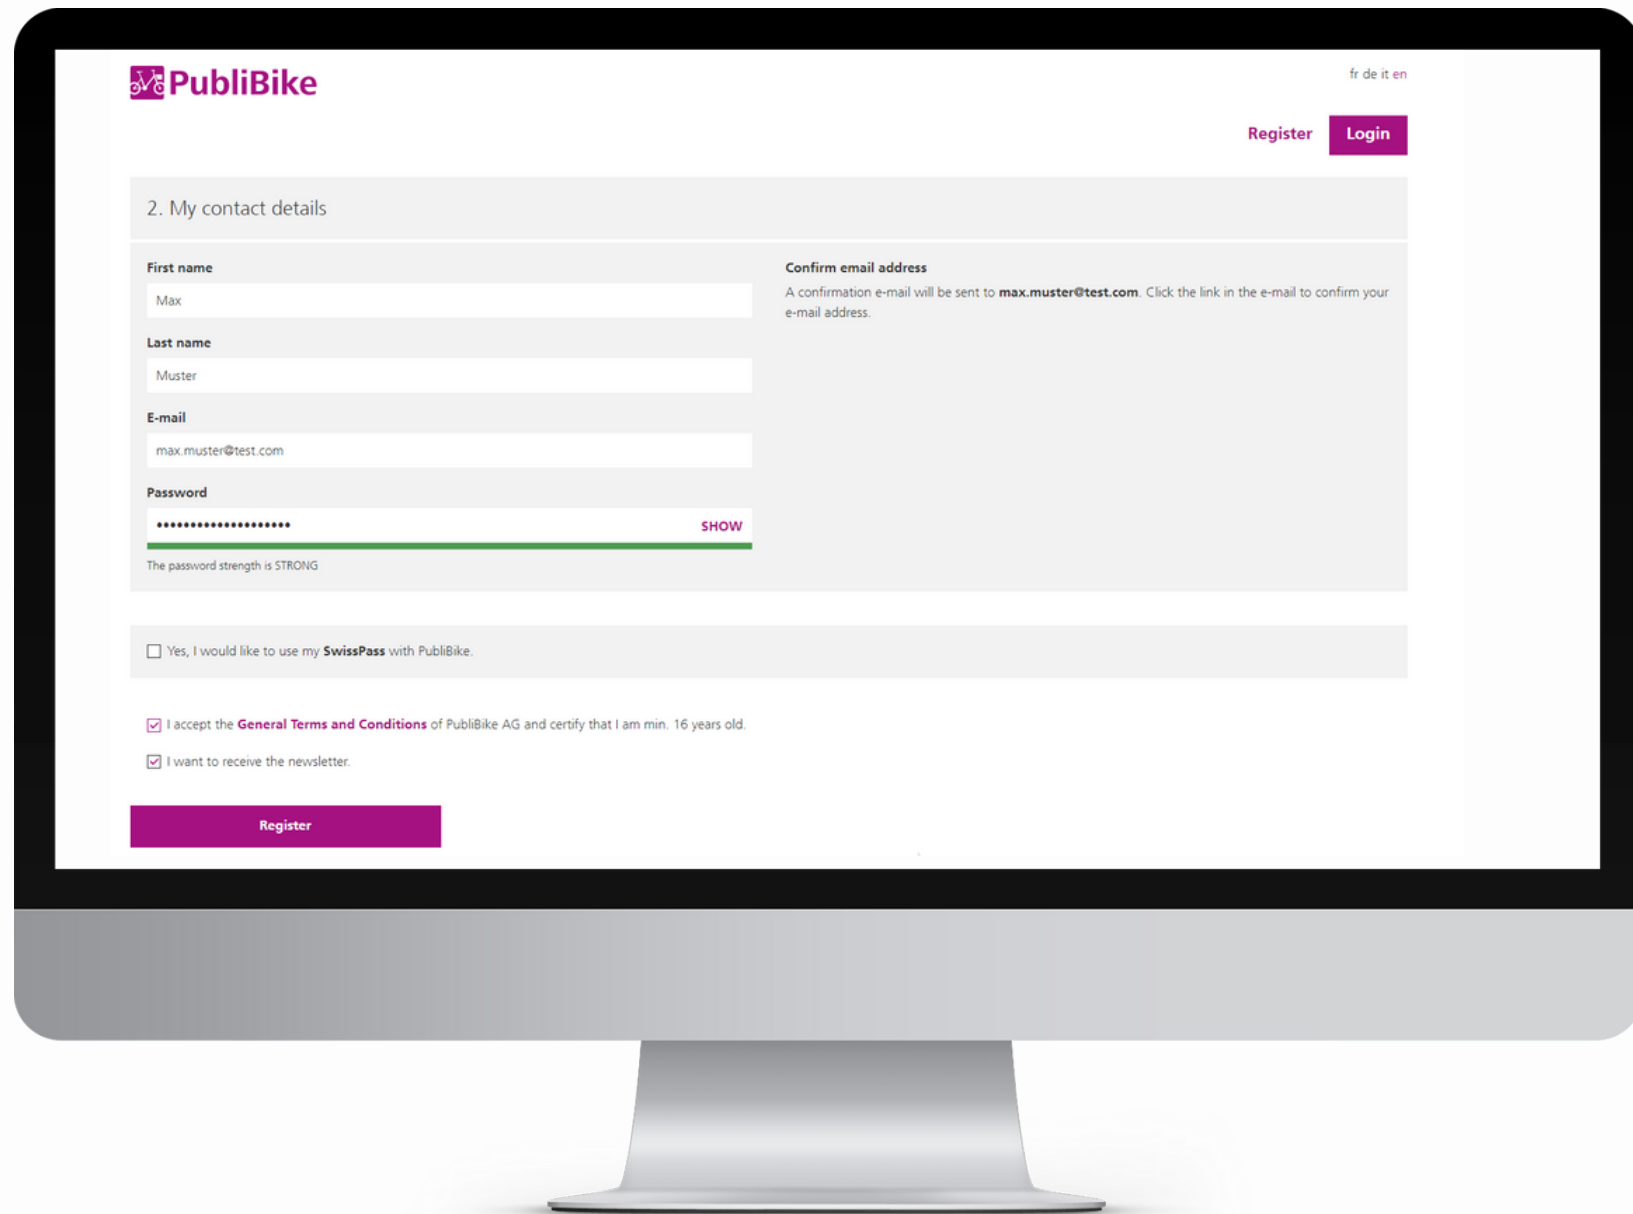 PubliBike
fr de it en
Register Login
2. My contact details
First name
Max
Last name
Muster
E-mail
max.muster@test.com
Password
••••••••••••••••••••
SHOW
The password strength is STRONG
Confirm email address
A confirmation e-mail will be sent to max.muster@test.com. Click the link in the e-mail to confirm your
e-mail address.
Yes, I would like to use my SwissPass with PubliBike.
I accept the General Terms and Conditions of PubliBike AG and certify that I am min. 16 years old.
I want to receive the newsletter.
Register